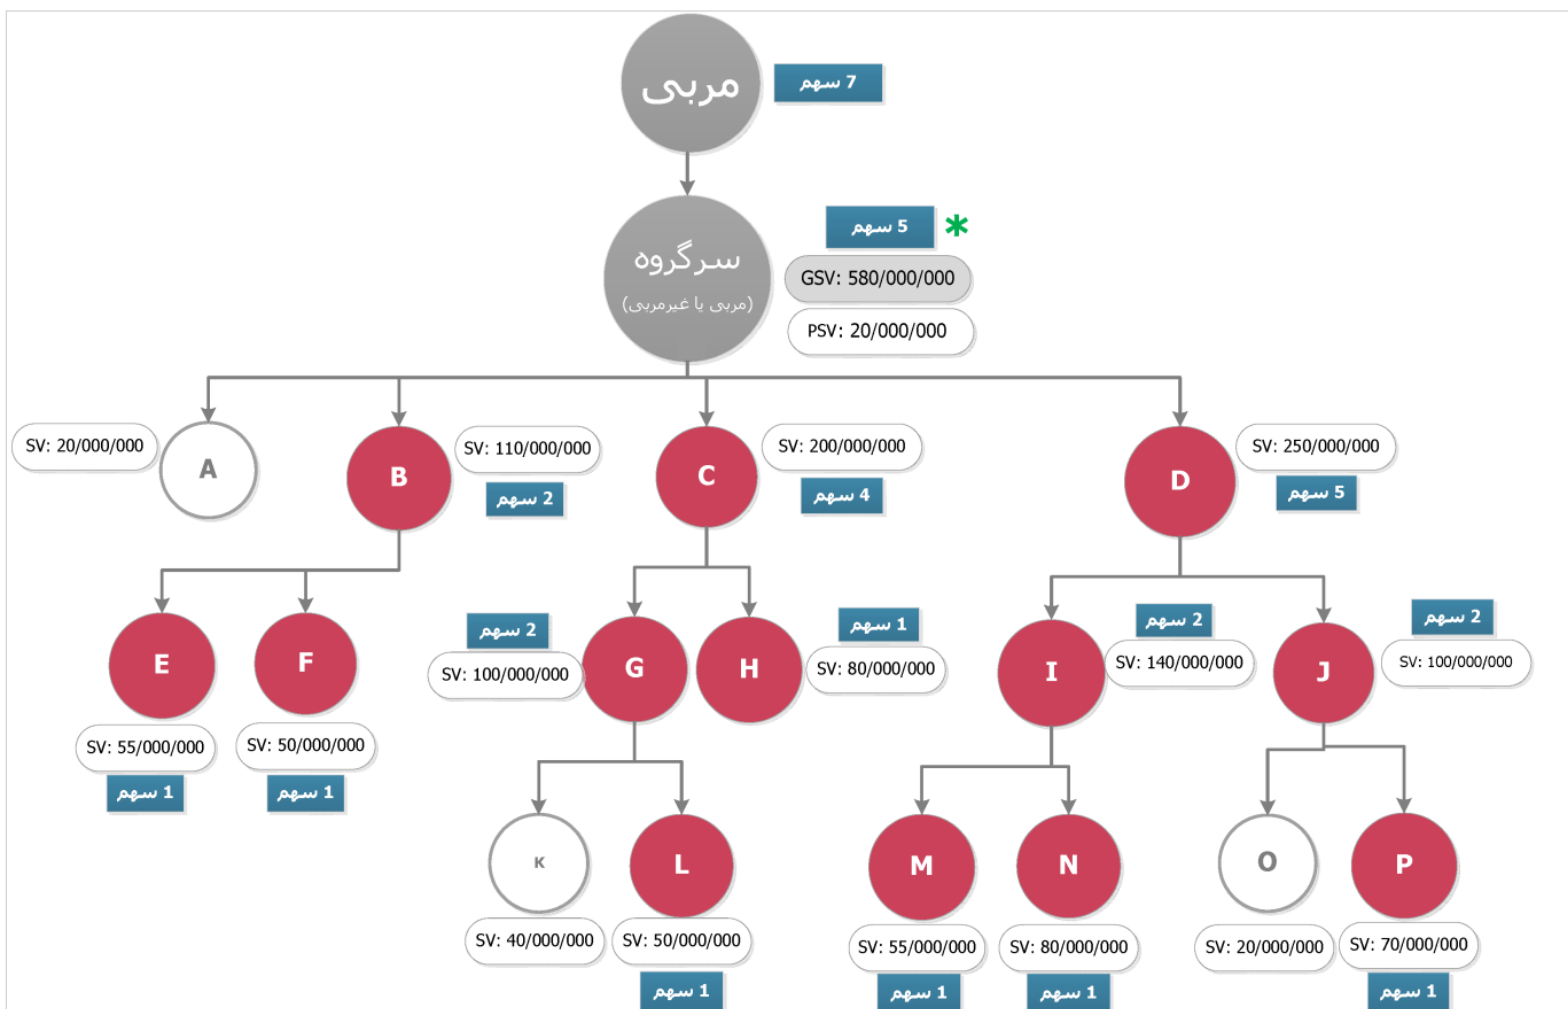 مربی
7 سهم
سرگروه
(مربی یا غیرمربی)
5 سهم *
GSV: 580/000/000
PSV: 20/000/000
SV: 20/000/000
A
B
SV: 110/000/000
2 سهم
C
SV: 200/000/000
4 سهم
D
SV: 250/000/000
5 سهم
E
SV: 55/000/000
1 سهم
F
SV: 50/000/000
1 سهم
2 سهم
SV: 100/000/000
G
H
1 سهم
SV: 80/000/000
I
2 سهم
SV: 140/000/000
J
2 سهم
SV: 100/000/000
K
SV: 40/000/000
L
SV: 50/000/000
1 سهم
M
SV: 55/000/000
1 سهم
N
SV: 80/000/000
1 سهم
O
SV: 20/000/000
P
SV: 70/000/000
1 سهم